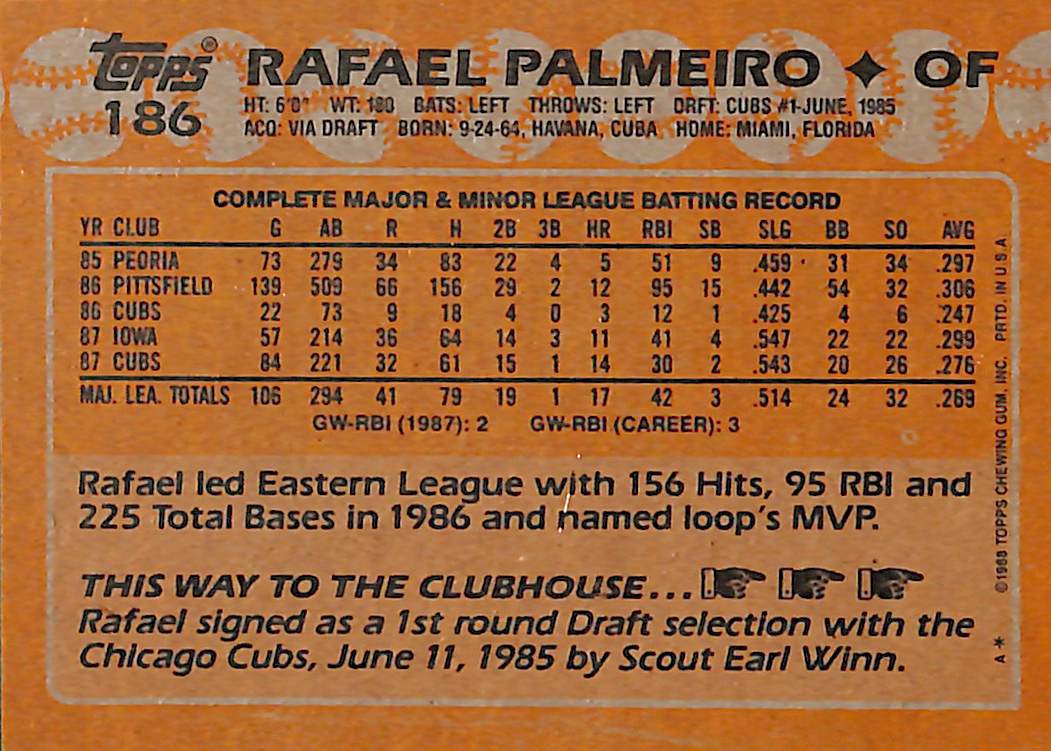 Topps® RAFAEL PALMEIRO ✦ OF
186
HT: 6'0" WT: 180 BATS: LEFT THROWS: LEFT DRFT: CUBS #1-JUNE, 1985
ACQ: VIA DRAFT BORN: 9-24-64, HAVANA, CUBA HOME: MIAMI, FLORIDA
COMPLETE MAJOR & MINOR LEAGUE BATTING RECORD
YR CLUB G AB R H 2B 3B HR RBI SB SLG BB SO AVG
85 PEORIA 73 279 34 83 22 4 5 51 9 .459 31 34 .297
86 PITTSFIELD 139 509 66 156 29 2 12 95 15 .442 54 32 .306
86 CUBS 22 73 9 18 4 0 3 12 1 .425 4 6 .247
87 IOWA 57 214 36 64 14 3 11 41 4 .547 22 22 .299
87 CUBS 84 221 32 61 15 1 14 30 2 .543 20 26 .276
MAJ. LEA. TOTALS 106 294 41 79 19 1 17 42 3 .514 24 32 .269
GW-RBI (1987): 2 GW-RBI (CAREER): 3
Rafael led Eastern League with 156 Hits, 95 RBI and
225 Total Bases in 1986 and named loop's MVP.
THIS WAY TO THE CLUBHOUSE...
Rafael signed as a 1st round Draft selection with the
Chicago Cubs, June 11, 1985 by Scout Earl Winn.
A* ©1988 TOPPS CHEWING GUM, INC. PRTD. IN U.S.A.